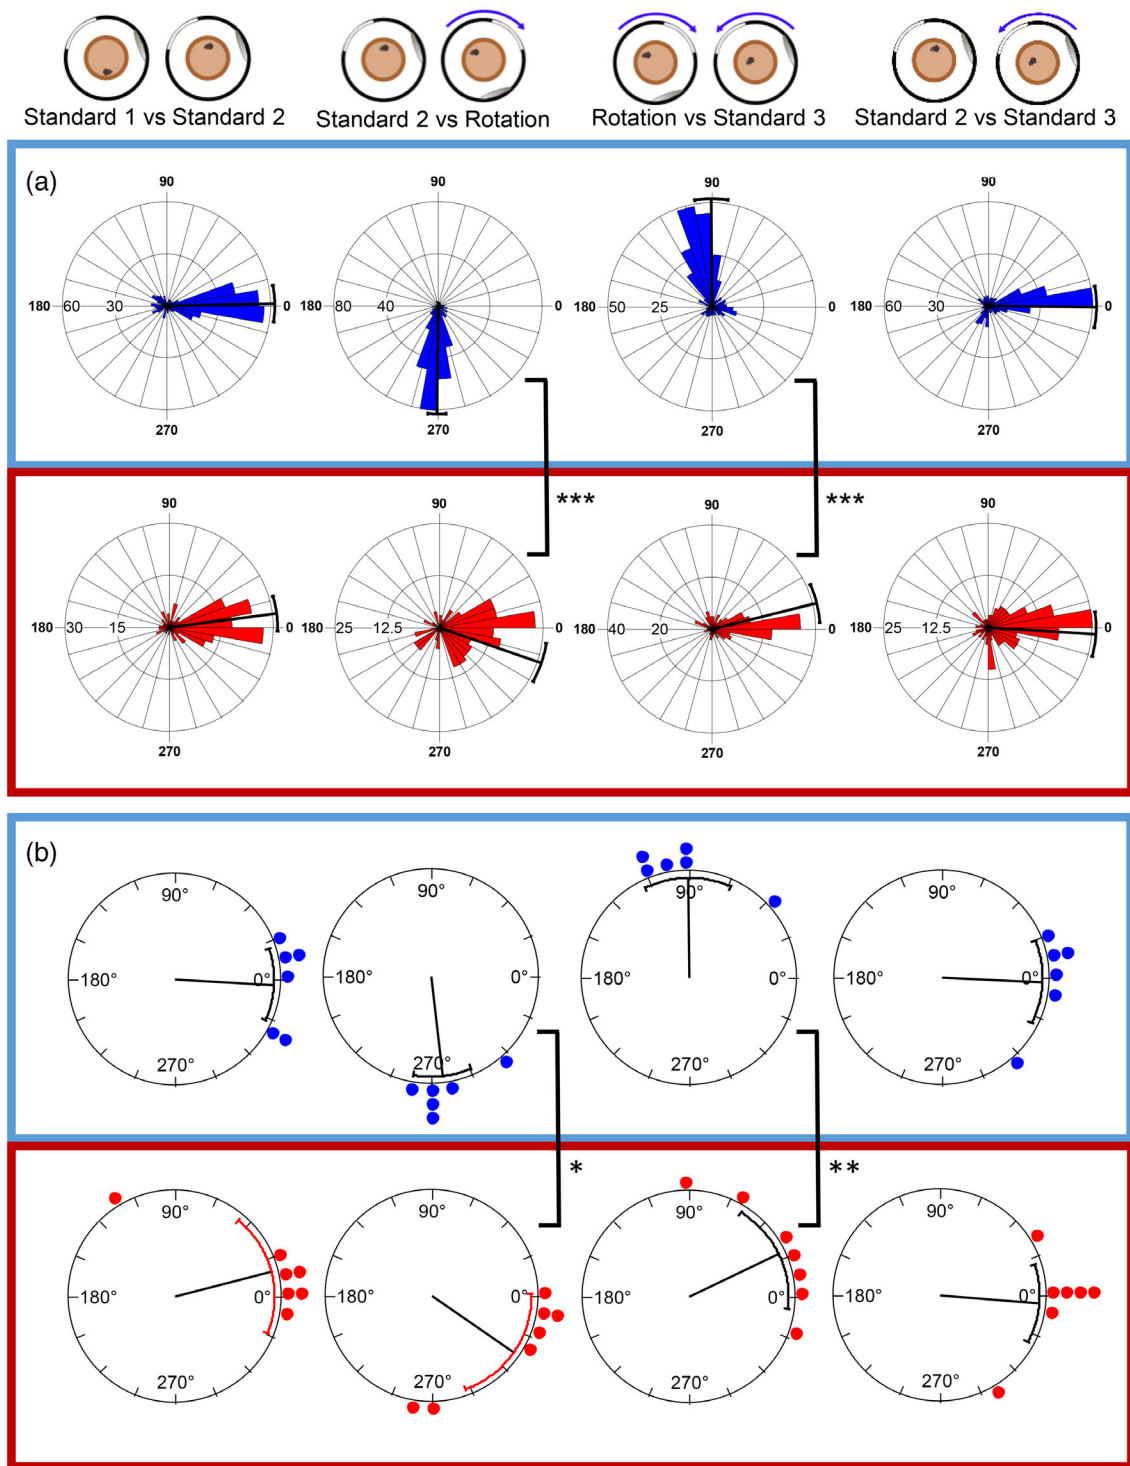 Standard 1 vs Standard 2
Standard 2 vs Rotation
Rotation vs Standard 3
Standard 2 vs Standard 3
(a)
90 90 90 90
180 60 30 0
180 80 40 0
180 50 25 0
180 60 30 0
270 270 270 270
*** ***
90 90 90 90
180 30 15 0
180 25 12.5 0
180 40 20 0
180 25 12.5 0
270 270 270 270
(b)
90° 90° 90° 90°
180° 0° 180° 0° 180° 0° 180° 0°
270° 270° 270° 270°
* **
90° 90° 90° 90°
180° 0° 180° 0° 180° 0° 180° 0°
270° 270° 270° 270°